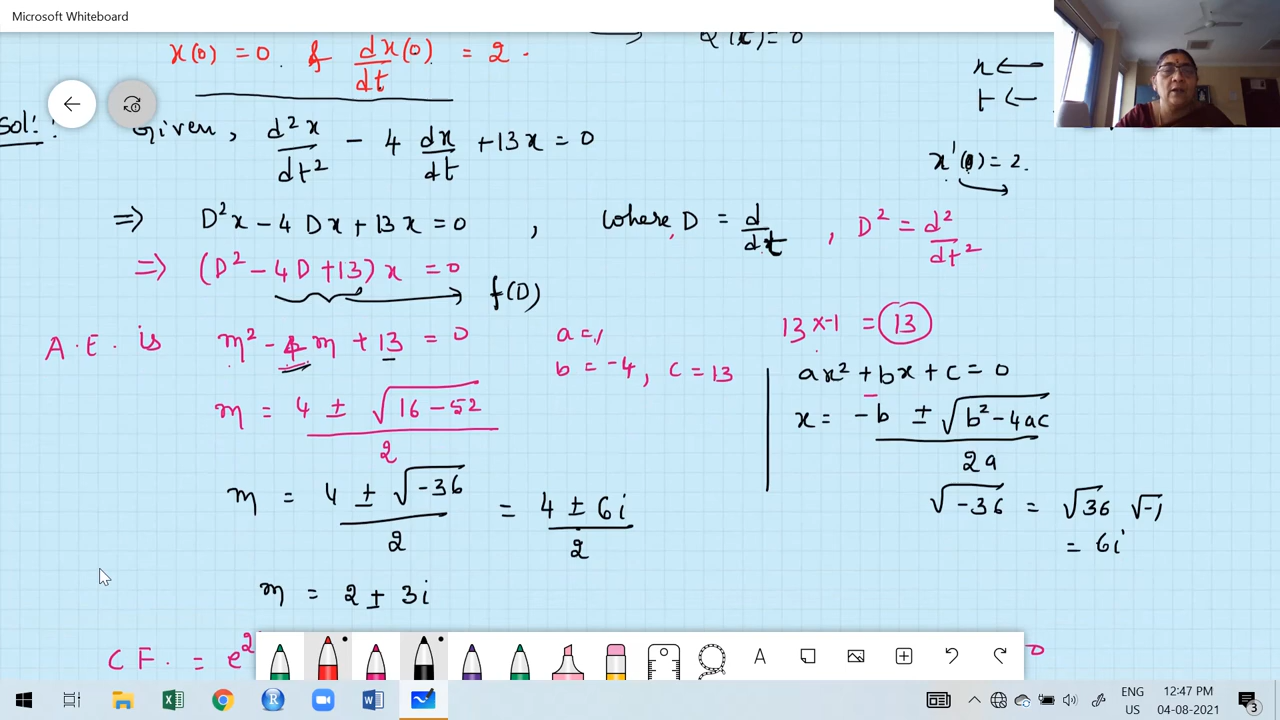 Microsoft Whiteboard
x(0) = 0 & dx(0)/dt = 2.
x ←
t ←
Sol: Given, d²x/dt² - 4 dx/dt + 13x = 0
x'(0) = 2.
⇒ D²x - 4Dx + 13x = 0, where, D = d/dt, D² = d²/dt²
⇒ (D² - 4D + 13)x = 0
→ f(D)
A.E. is m² - 4m + 13 = 0
a = 1
b = -4, c = 13
13 x -1 = 13
m = 4 ± √16 - 52 / 2
ax² + bx + c = 0
x = -b ± √b² - 4ac / 2a
m = 4 ± √-36 / 2 = 4 ± 6i / 2
√-36 = √36 √-1
= 6i
m = 2 ± 3i
C F. = e²
A
ENG
US
12:47 PM
04-08-2021
3